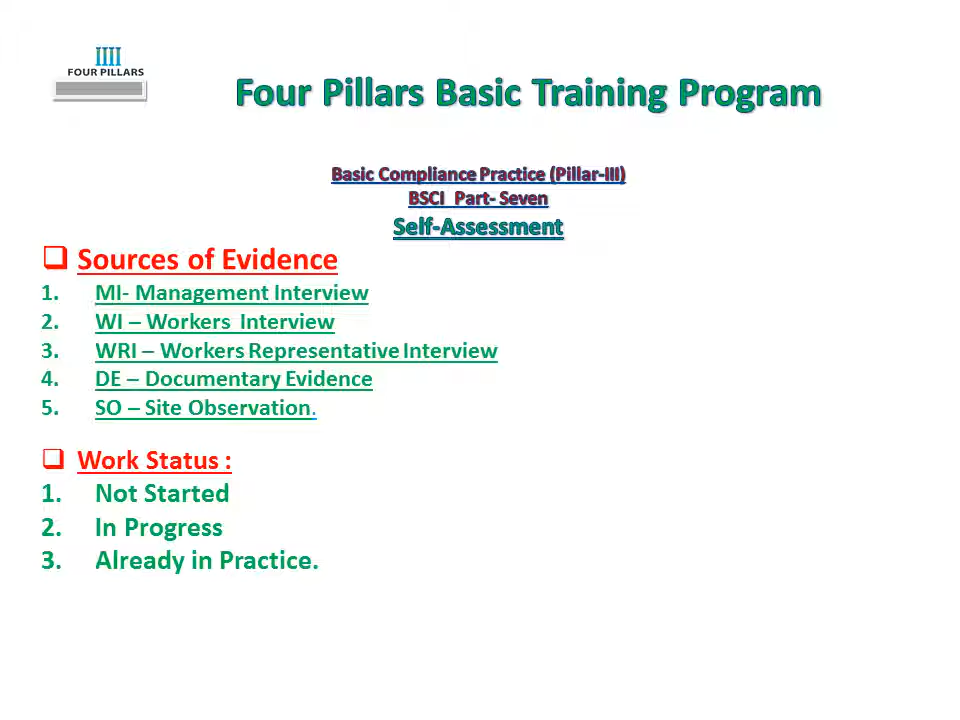 FOUR PILLARS
Four Pillars Basic Training Program
Basic Compliance Practice (Pillar-III)
BSCI Part- Seven
Self-Assessment
❑ Sources of Evidence
1. MI- Management Interview
2. WI – Workers Interview
3. WRI – Workers Representative Interview
4. DE – Documentary Evidence
5. SO – Site Observation.
❑ Work Status :
1. Not Started
2. In Progress
3. Already in Practice.